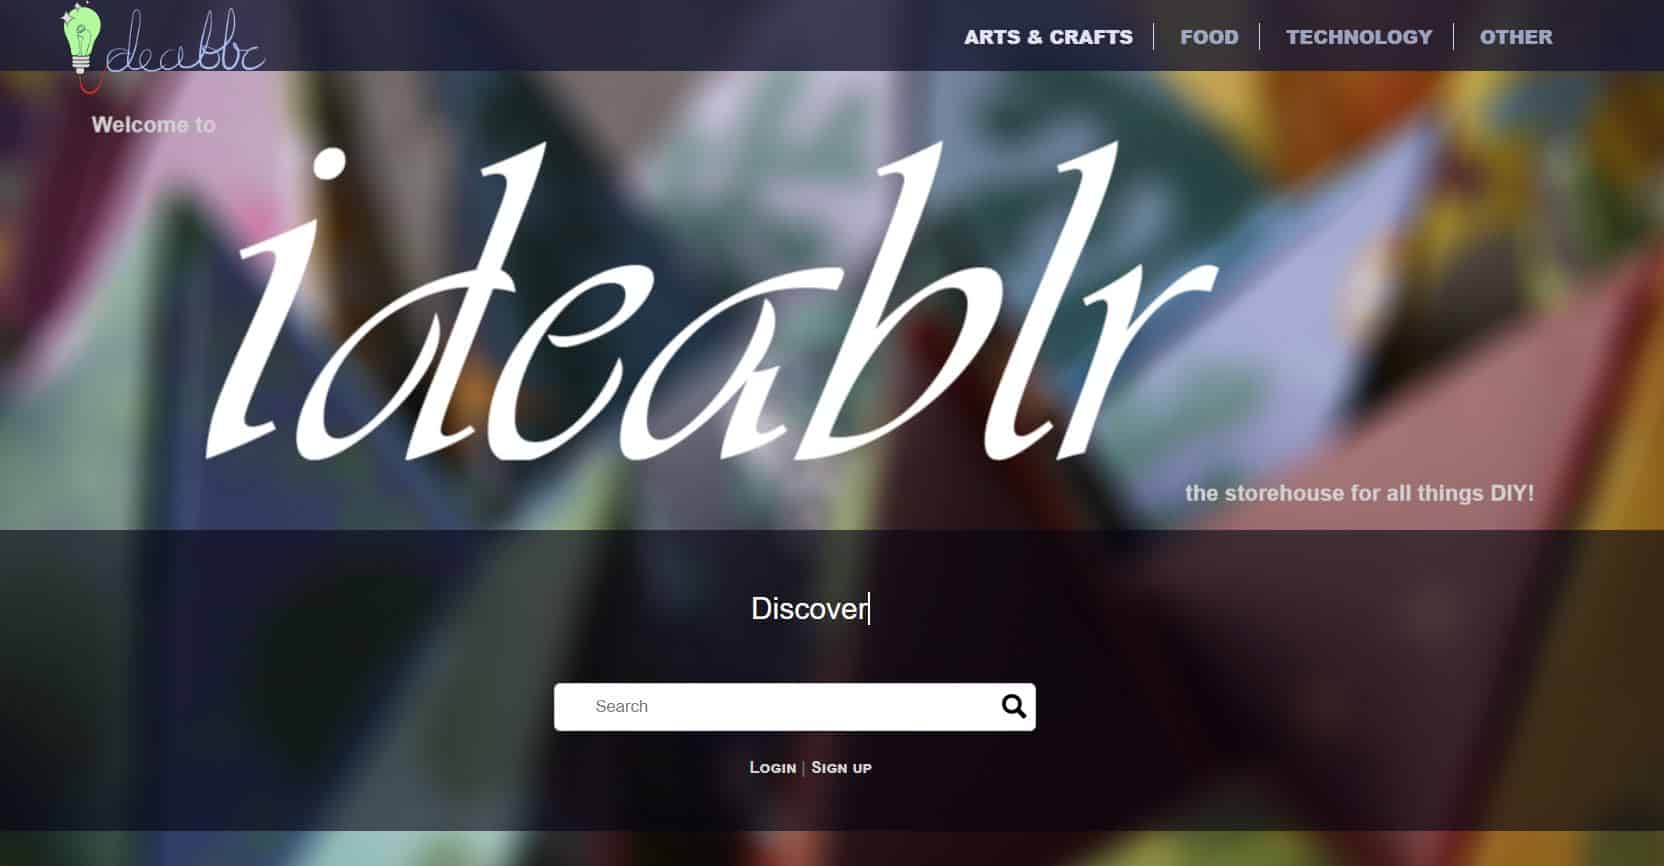 ideablr
ARTS & CRAFTS
FOOD
TECHNOLOGY
OTHER
Welcome to
ideablr
the storehouse for all things DIY!
Discover
Search
LOGIN | SIGN UP